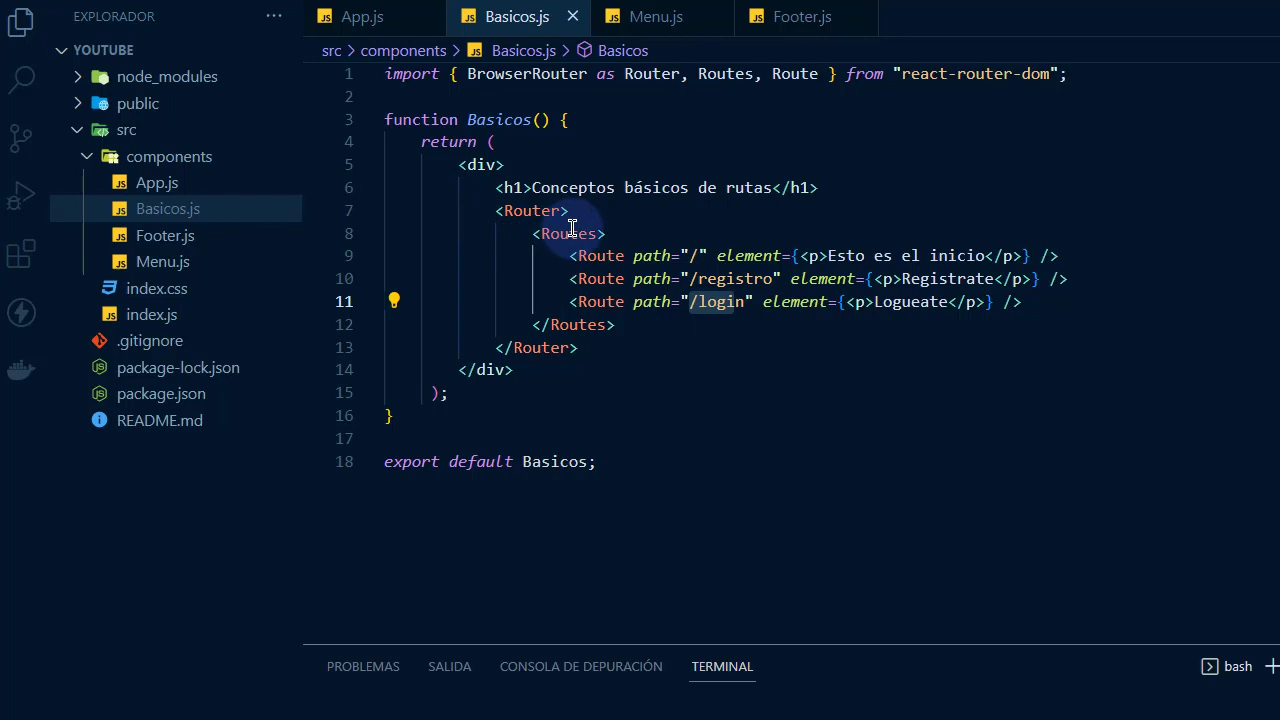 EXPLORADOR
YOUTUBE
node_modules
public
src
components
App.js
Basicos.js
Footer.js
Menu.js
index.css
index.js
.gitignore
package-lock.json
package.json
README.md
App.js
Basicos.js
Menu.js
Footer.js
src > components > Basicos.js > Basicos
1 import { BrowserRouter as Router, Routes, Route } from "react-router-dom";
2
3 function Basicos() {
4 return (
5 <div>
6 <h1>Conceptos básicos de rutas</h1>
7 <Router>
8 <Routes>
9 <Route path="/" element={<p>Esto es el inicio</p>} />
10 <Route path="/registro" element={<p>Registrate</p>} />
11 <Route path="/login" element={<p>Logueate</p>} />
12 </Routes>
13 </Router>
14 </div>
15 );
16 }
17
18 export default Basicos;
PROBLEMAS SALIDA CONSOLA DE DEPURACIÓN TERMINAL bash